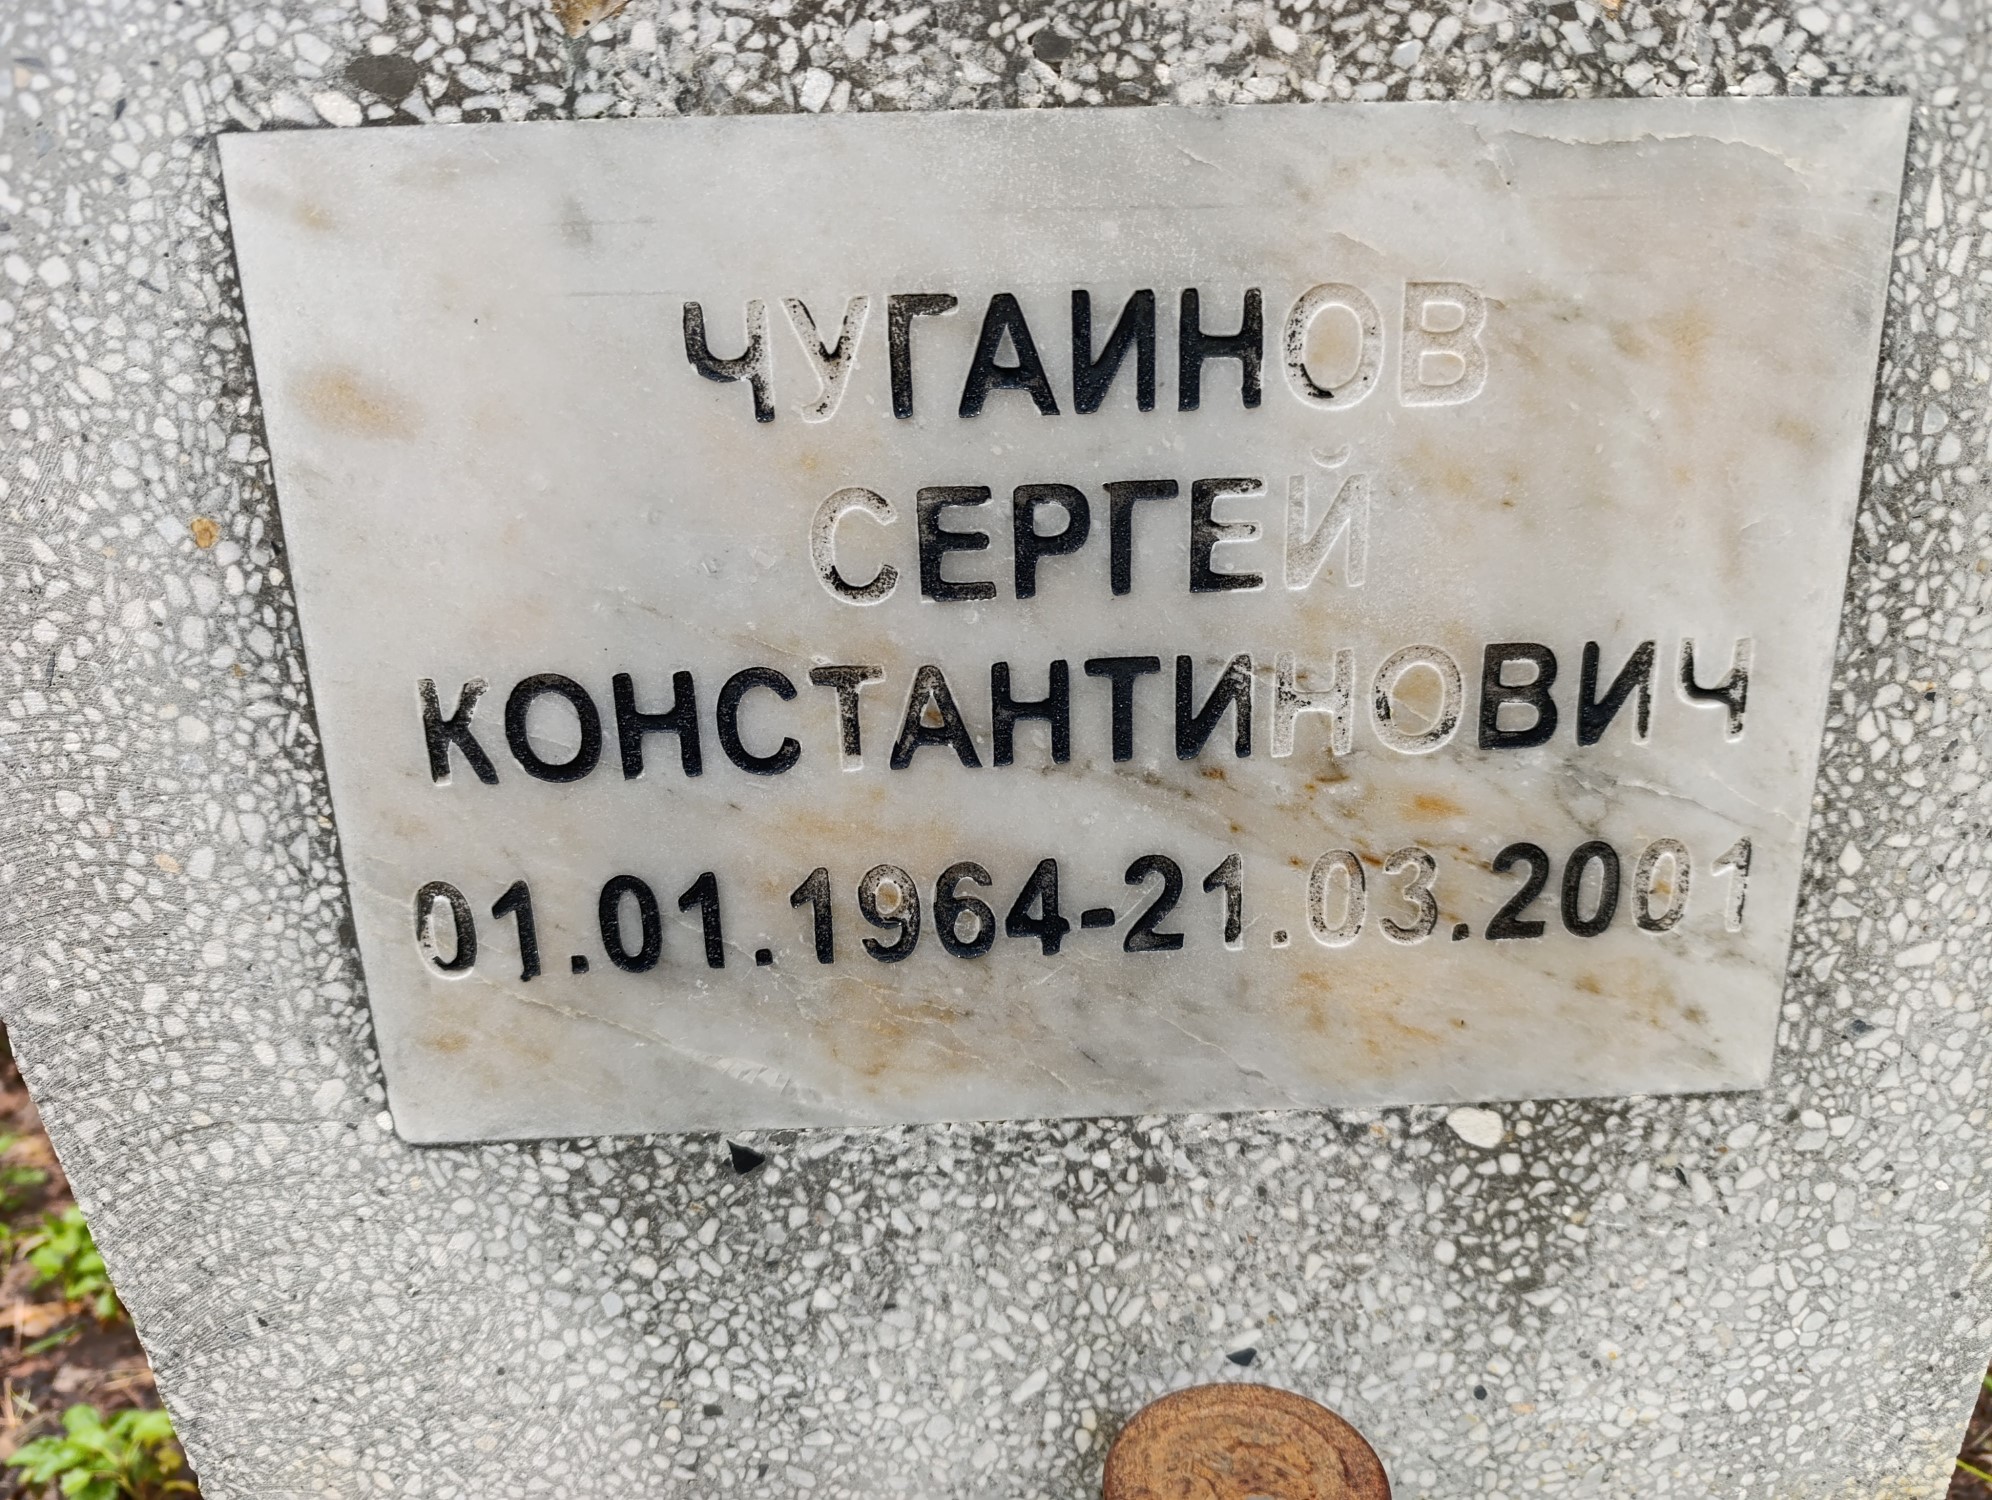 ЧУГАИНОВ
СЕРГЕЙ
КОНСТАНТИНОВИЧ
01.01.1964-21.03.2001